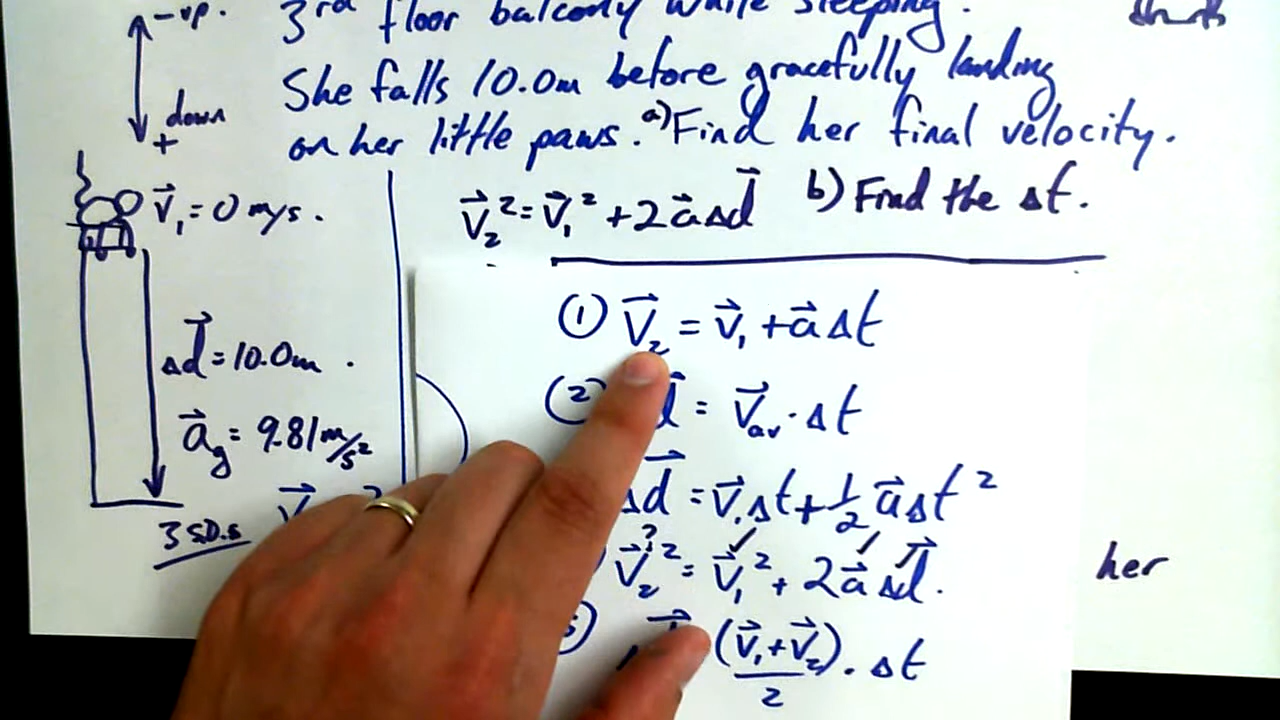 -up. 3rd floor balcony while sleeping.
She falls 10.0m before gracefully landing
down
+
on her little paws. a) Find her final velocity.
v⃗₁ = 0 m/s.
v⃗₂² = v⃗₁² + 2a⃗Δd⃗ b) Find the Δt.
① v⃗₂ = v⃗₁ + a⃗Δt
Δd⃗ = 10.0m.
② d⃗ = v⃗av · Δt
a⃗g = 9.81 m/s²
Δd⃗ = v⃗₁Δt + 1/2 a⃗Δt²
3 S.D.s
? ✓ ✓ ✓
v⃗₂² = v⃗₁² + 2a⃗Δd⃗.
her
(v⃗₁ + v⃗₂)/2 · Δt